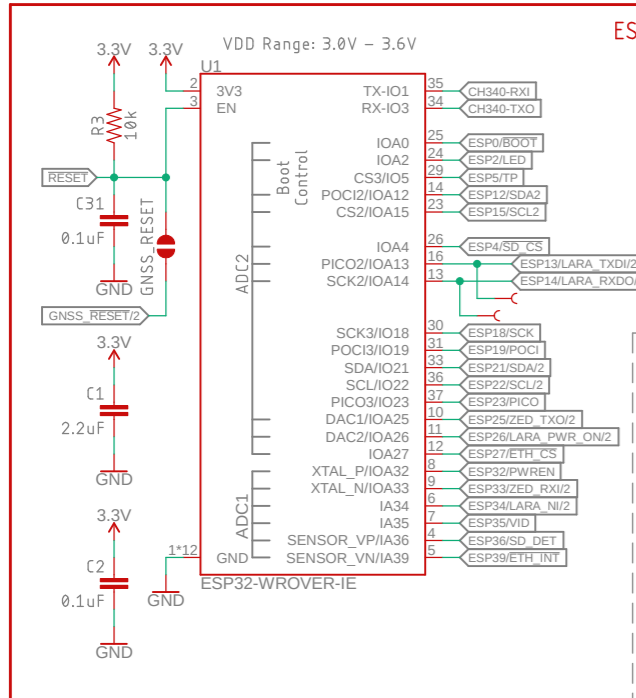 ES
VDD Range: 3.0V – 3.6V
3.3V
3.3V
U1
2
3V3
3
EN
R3
10k
RESET
C31
0.1uF
GND
GNSS_RESET
GNSS_RESET/2
3.3V
C1
2.2uF
GND
3.3V
C2
0.1uF
GND
Boot
Control
ADC2
ADC1
1*12
GND
GND
ESP32-WROVER-IE
TX-IO1 35 CH340-RXI
RX-IO3 34 CH340-TXO
IOA0 25 ESP0/BOOT
IOA2 24 ESP2/LED
CS3/IO5 29 ESP5/TP
POCI2/IOA12 14 ESP12/SDA2
CS2/IOA15 23 ESP15/SCL2
IOA4 26 ESP4/SD_CS
PICO2/IOA13 16 ESP13/LARA_TXDI/2
SCK2/IOA14 13 ESP14/LARA_RXDO/
SCK3/IO18 30 ESP18/SCK
POCI3/IO19 31 ESP19/POCI
SDA/IO21 33 ESP21/SDA/2
SCL/IO22 36 ESP22/SCL/2
PICO3/IO23 37 ESP23/PICO
DAC1/IOA25 10 ESP25/ZED_TXO/2
DAC2/IOA26 11 ESP26/LARA_PWR_ON/2
IOA27 12 ESP27/ETH_CS
XTAL_P/IOA32 8 ESP32/PWREN
XTAL_N/IOA33 9 ESP33/ZED_RXI/2
IA34 6 ESP34/LARA_NI/2
IA35 7 ESP35/VID
SENSOR_VP/IA36 4 ESP36/SD_DET
SENSOR_VN/IA39 5 ESP39/ETH_INT